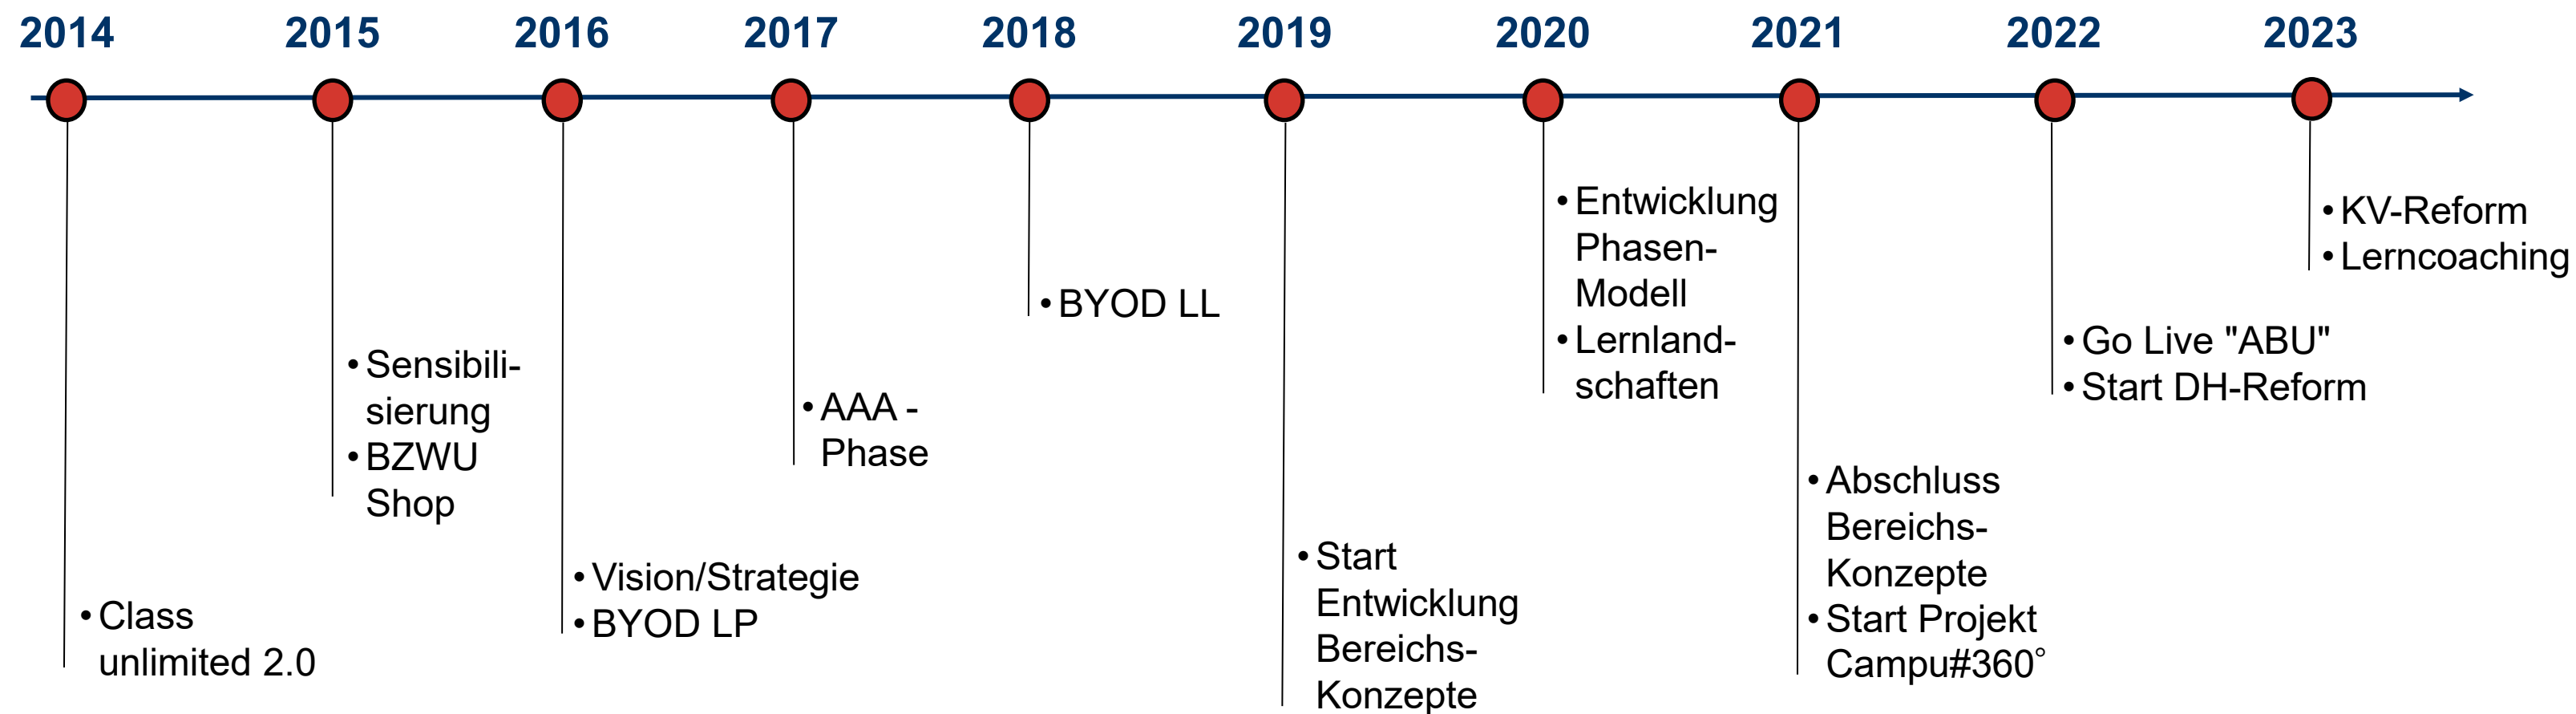 2014 2015 2016 2017 2018 2019 2020 2021 2022 2023
• Class
unlimited 2.0
• Sensibili-
sierung
• BZWU
Shop
• Vision/Strategie
• BYOD LP
• AAA -
Phase
• BYOD LL
• Start
Entwicklung
Bereichs-
Konzepte
• Entwicklung
Phasen-
Modell
• Lernland-
schaften
• Abschluss
Bereichs-
Konzepte
• Start Projekt
Campu#360°
• Go Live "ABU"
• Start DH-Reform
• KV-Reform
• Lerncoaching